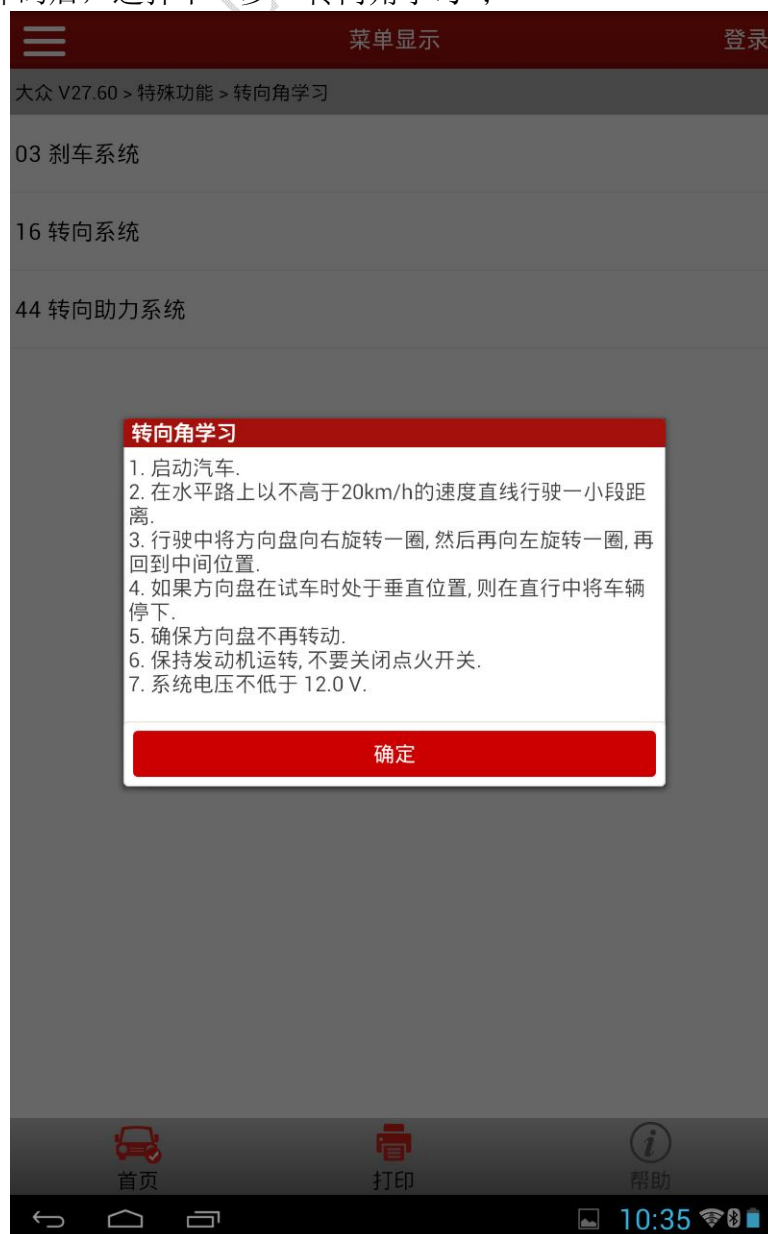 菜单显示
登录
大众 V27.60 > 特殊功能 > 转向角学习
03 刹车系统
16 转向系统
44 转向助力系统
转向角学习
1. 启动汽车.
2. 在水平路上以不高于20km/h的速度直线行驶一小段距
离.
3. 行驶中将方向盘向右旋转一圈, 然后再向左旋转一圈, 再
回到中间位置.
4. 如果方向盘在试车时处于垂直位置, 则在直行中将车辆
停下.
5. 确保方向盘不再转动.
6. 保持发动机运转, 不要关闭点火开关.
7. 系统电压不低于 12.0 V.
确定
首页
打印
帮助
10:35